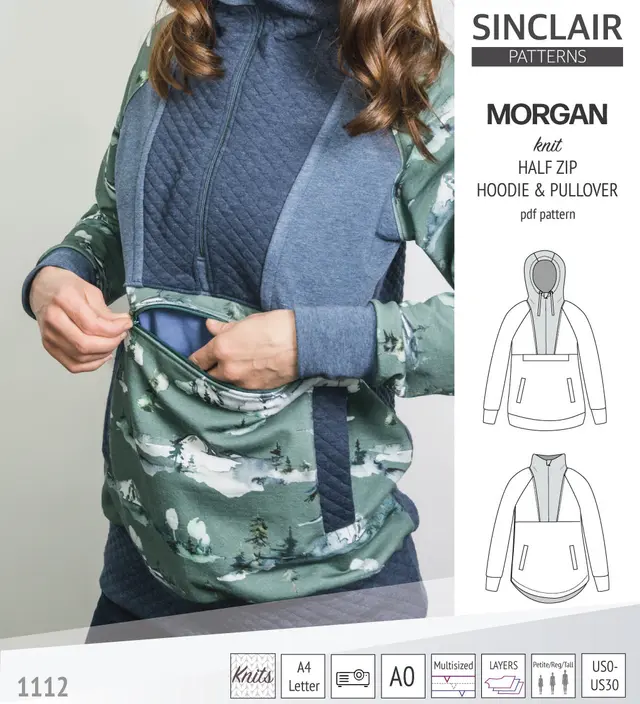 SINCLAIR
PATTERNS
MORGAN
knit
HALF ZIP
HOODIE & PULLOVER
pdf pattern
1112
Knits
A4
Letter
A0
Multisized
LAYERS
Petite/Reg/Tall
US0-
US30